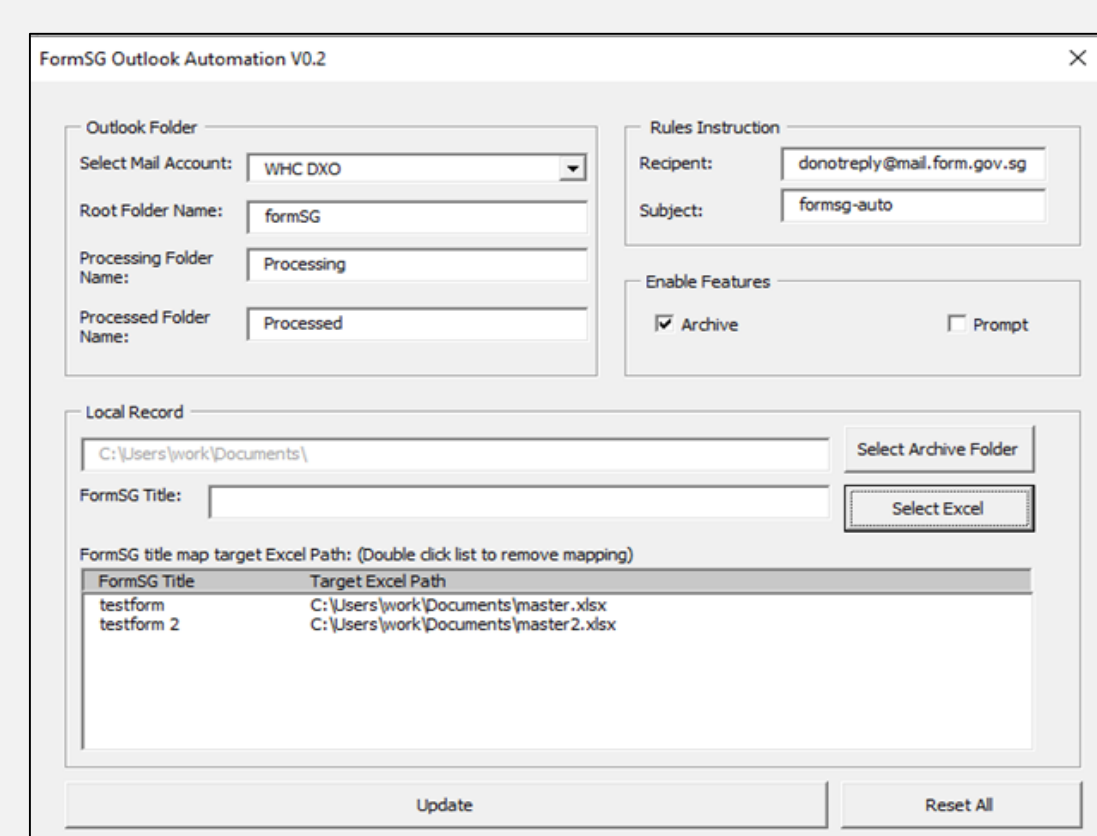 FormSG Outlook Automation V0.2
Outlook Folder
Select Mail Account: WHC DXO
Root Folder Name: formSG
Processing Folder
Name:
Processing
Processed Folder
Name:
Processed
Rules Instruction
Recipent: donotreply@mail.form.gov.sg
Subject: formsg-auto
Enable Features
Archive Prompt
Local Record
C:\Users\work\Documents\ Select Archive Folder
FormSG Title: Select Excel
FormSG title map target Excel Path: (Double click list to remove mapping)
FormSG Title Target Excel Path
testform C:\Users\work\Documents\master.xlsx
testform 2 C:\Users\work\Documents\master2.xlsx
Update Reset All